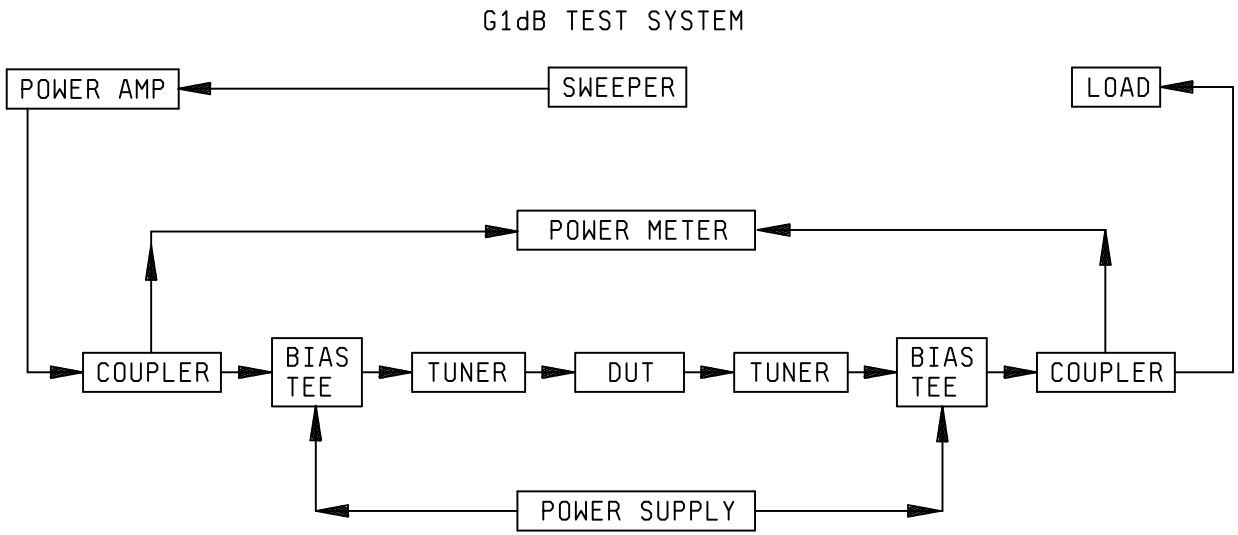 G1dB TEST SYSTEM
POWER AMP
SWEEPER
LOAD
POWER METER
COUPLER
BIAS
TEE
TUNER
DUT
TUNER
BIAS
TEE
COUPLER
POWER SUPPLY